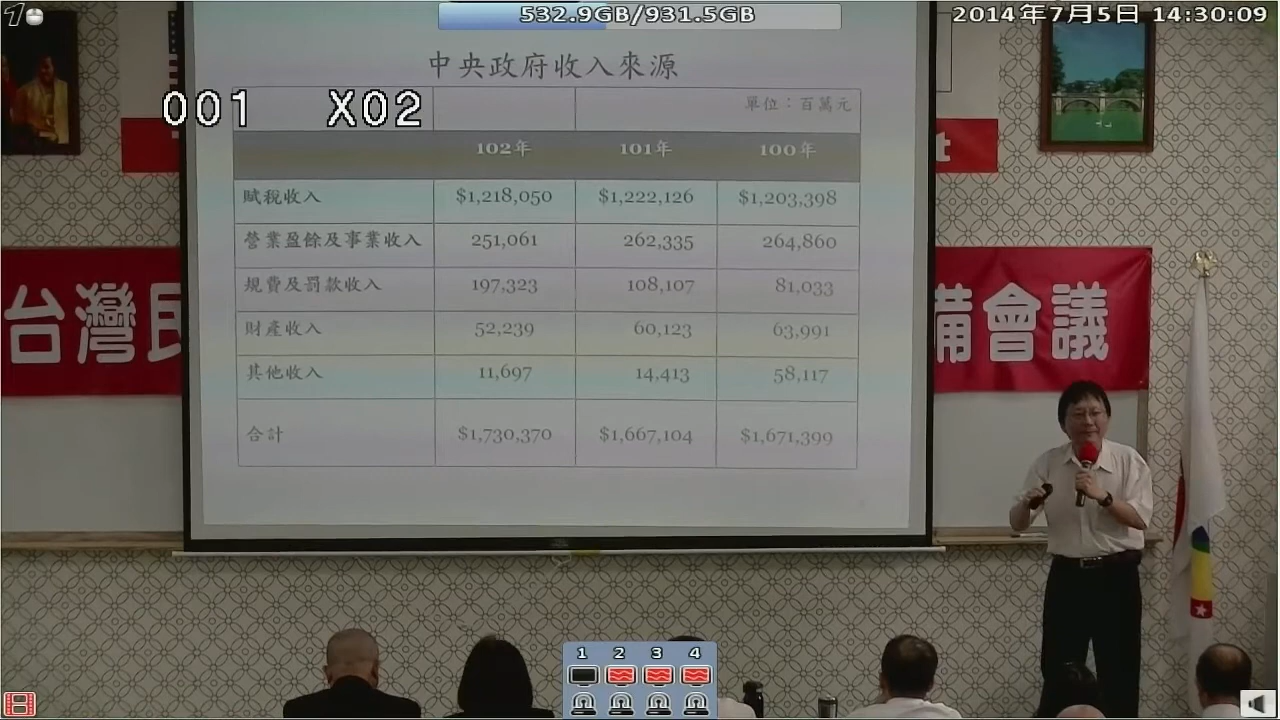 532.9GB/931.5GB
2014年7月5日 14:30:09
中央政府收入來源
001 X02
單位：百萬元
102年 101年 100年
賦稅收入 $1,218,050 $1,222,126 $1,203,398
營業盈餘及事業收入 251,061 262,335 264,860
規費及罰款收入 197,323 108,107 81,033
財產收入 52,239 60,123 63,991
其他收入 11,697 14,413 58,117
合計 $1,730,370 $1,667,104 $1,671,399
t
台灣民
備會議
1 2 3 4